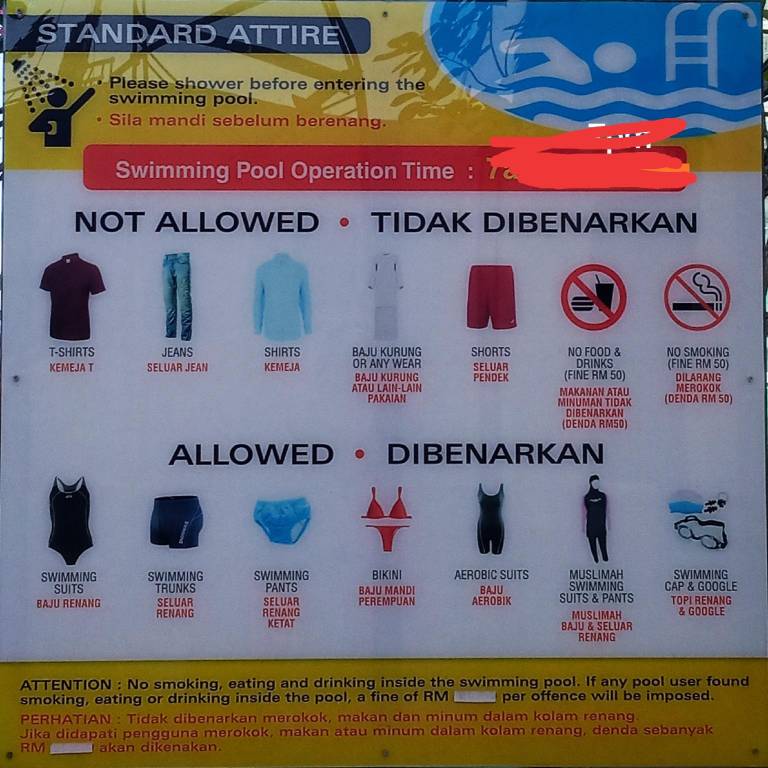 STANDARD ATTIRE
• Please shower before entering the
swimming pool.
• Sila mandi sebelum berenang.
Swimming Pool Operation Time :
NOT ALLOWED • TIDAK DIBENARKAN
T-SHIRTS
KEMEJA T
JEANS
SELUAR JEAN
SHIRTS
KEMEJA
BAJU KURUNG
OR ANY WEAR
BAJU KURUNG
ATAU LAIN-LAIN
PAKAIAN
SHORTS
SELUAR
PENDEK
NO FOOD &
DRINKS
(FINE RM 50)
MAKANAN ATAU
MINUMAN TIDAK
DIBENARKAN
(DENDA RM50)
NO SMOKING
(FINE RM 50)
DILARANG
MEROKOK
(DENDA RM 50)
ALLOWED • DIBENARKAN
SWIMMING
SUITS
BAJU RENANG
SWIMMING
TRUNKS
SELUAR
RENANG
SWIMMING
PANTS
SELUAR
RENANG
KETAT
BIKINI
BAJU MANDI
PEREMPUAN
AEROBIC SUITS
BAJU
AEROBIK
MUSLIMAH
SWIMMING
SUITS & PANTS
MUSLIMAH
BAJU & SELUAR
RENANG
SWIMMING
CAP & GOOGLE
TOPI RENANG
& GOOGLE
ATTENTION : No smoking, eating and drinking inside the swimming pool. If any pool user found
smoking, eating or drinking inside the pool, a fine of RM per offence will be imposed.
PERHATIAN : Tidak dibenarkan merokok, makan dan minum dalam kolam renang.
Jika didapati pengguna merokok, makan atau minum dalam kolam renang, denda sebanyak
RM akan dikenakan.